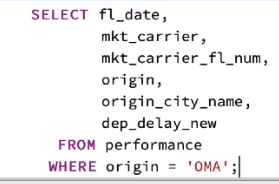 SELECT fl_date,
mkt_carrier,
mkt_carrier_fl_num,
origin,
origin_city_name,
dep_delay_new
FROM performance
WHERE origin = 'OMA';